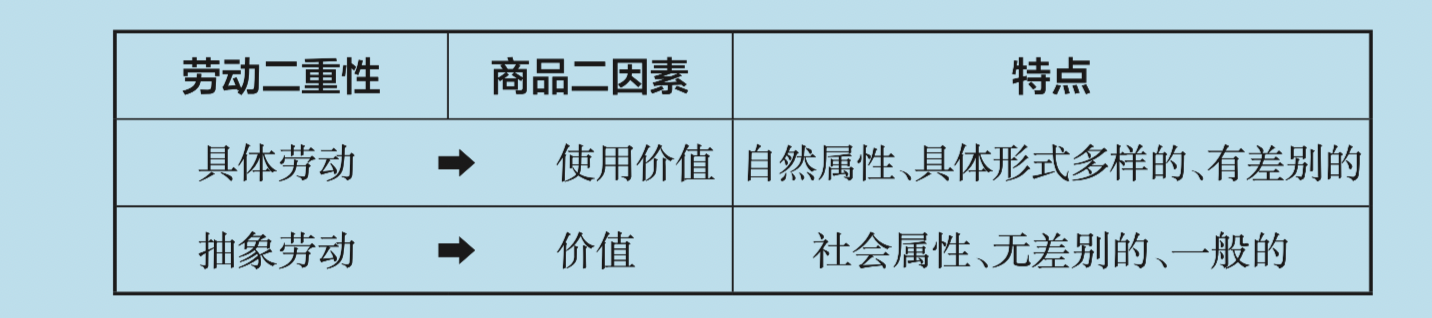 劳动二重性 商品二因素 特点
具体劳动 ➡ 使用价值 自然属性、具体形式多样的、有差别的
抽象劳动 ➡ 价值 社会属性、无差别的、一般的